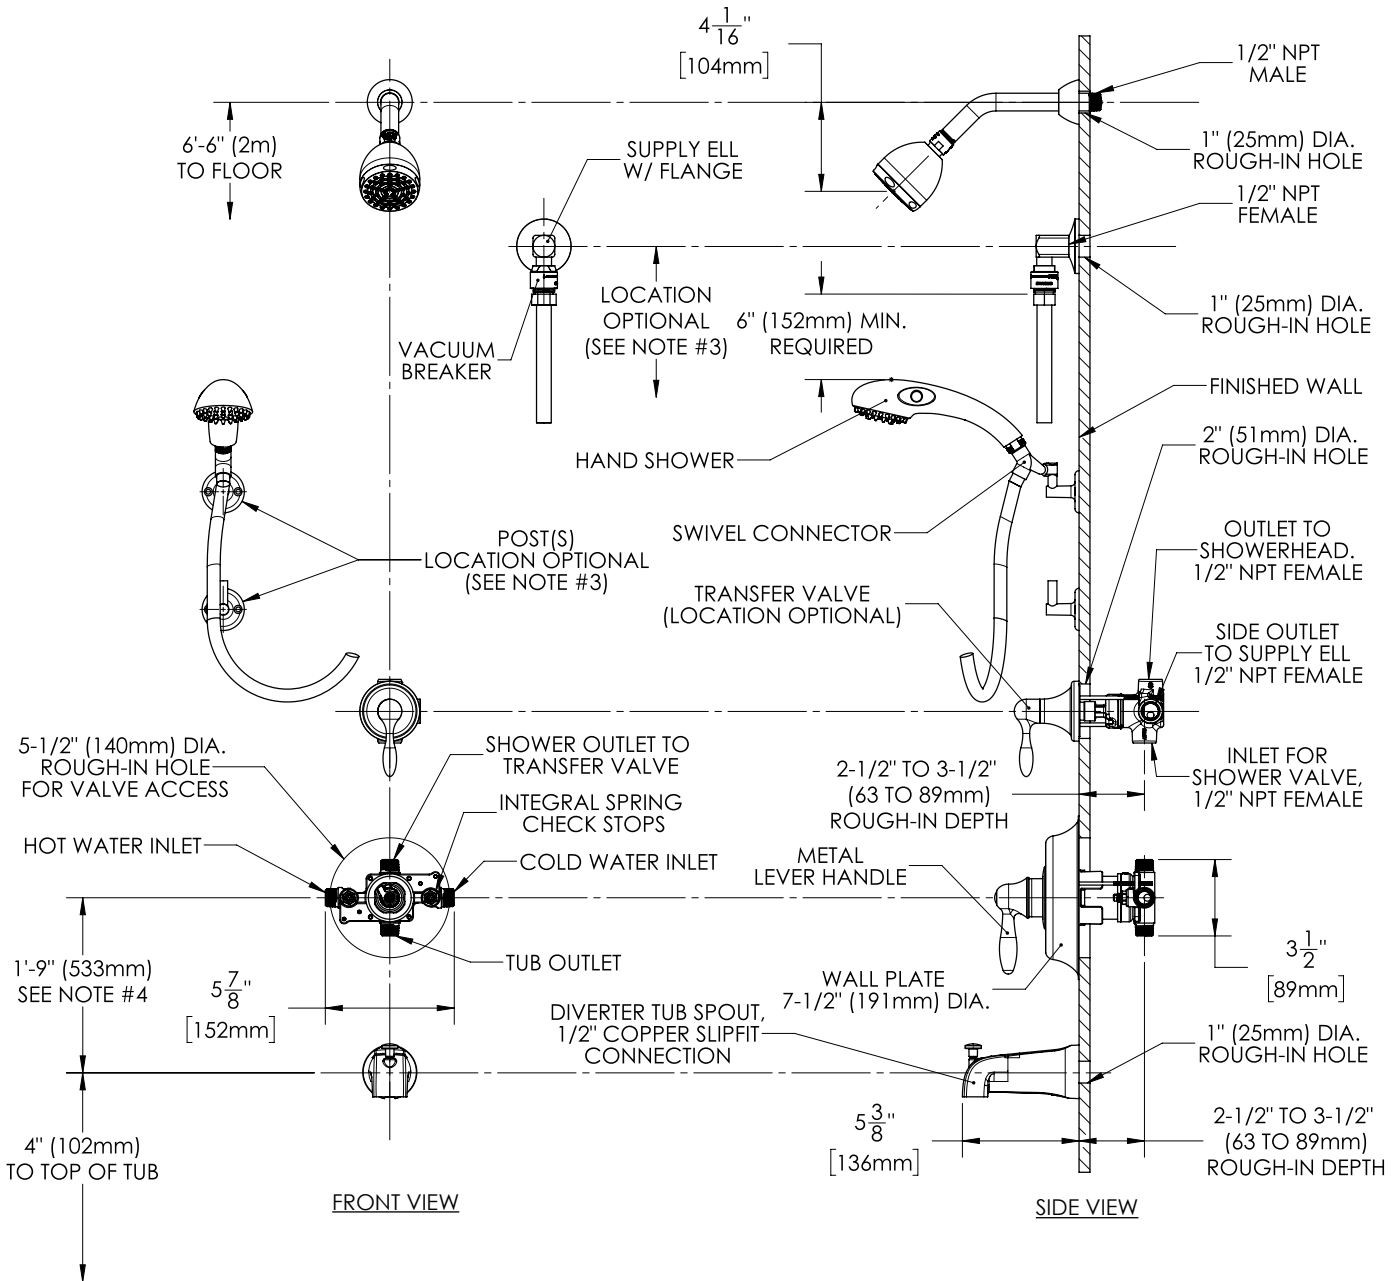 4 1/16"
[104mm]
1/2" NPT
MALE
6'-6" (2m)
TO FLOOR
SUPPLY ELL
W/ FLANGE
1" (25mm) DIA.
ROUGH-IN HOLE
1/2" NPT
FEMALE
LOCATION
OPTIONAL
(SEE NOTE #3)
6" (152mm) MIN.
REQUIRED
1" (25mm) DIA.
ROUGH-IN HOLE
VACUUM
BREAKER
FINISHED WALL
HAND SHOWER
2" (51mm) DIA.
ROUGH-IN HOLE
SWIVEL CONNECTOR
POST(S)
LOCATION OPTIONAL
(SEE NOTE #3)
OUTLET TO
SHOWERHEAD.
1/2" NPT FEMALE
TRANSFER VALVE
(LOCATION OPTIONAL)
SIDE OUTLET
TO SUPPLY ELL
1/2" NPT FEMALE
5-1/2" (140mm) DIA.
ROUGH-IN HOLE
FOR VALVE ACCESS
SHOWER OUTLET TO
TRANSFER VALVE
2-1/2" TO 3-1/2"
(63 TO 89mm)
ROUGH-IN DEPTH
INLET FOR
SHOWER VALVE,
1/2" NPT FEMALE
INTEGRAL SPRING
CHECK STOPS
HOT WATER INLET
COLD WATER INLET
METAL
LEVER HANDLE
1'-9" (533mm)
SEE NOTE #4
TUB OUTLET
5 7/8"
[152mm]
WALL PLATE
7-1/2" (191mm) DIA.
3 1/2"
[89mm]
DIVERTER TUB SPOUT,
1/2" COPPER SLIPFIT
CONNECTION
1" (25mm) DIA.
ROUGH-IN HOLE
4" (102mm)
TO TOP OF TUB
5 3/8"
[136mm]
2-1/2" TO 3-1/2"
(63 TO 89mm)
ROUGH-IN DEPTH
FRONT VIEW
SIDE VIEW